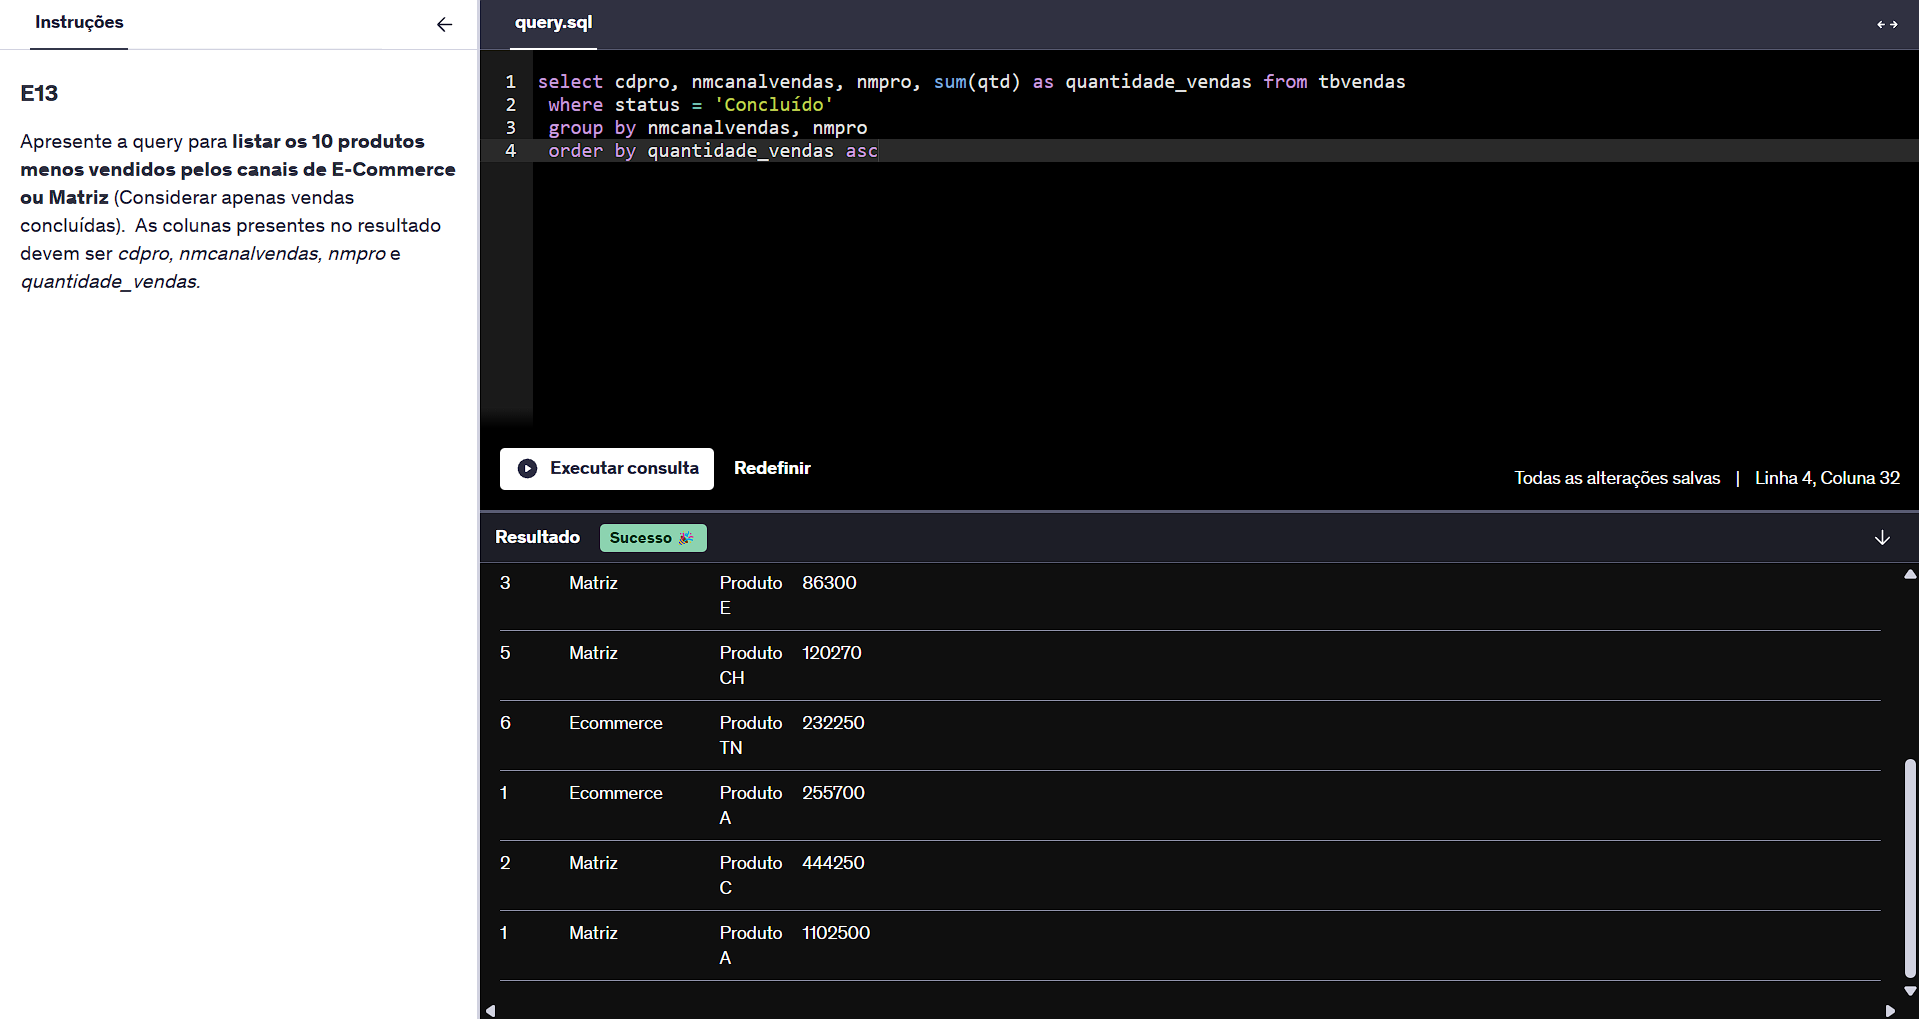 Instruções
E13
Apresente a query para listar os 10 produtos
menos vendidos pelos canais de E-Commerce
ou Matriz (Considerar apenas vendas
concluídas).  As colunas presentes no resultado
devem ser cdpro, nmcanalvendas, nmpro e
quantidade_vendas.
query.sql
1 select cdpro, nmcanalvendas, nmpro, sum(qtd) as quantidade_vendas from tbvendas
2 where status = 'Concluído'
3 group by nmcanalvendas, nmpro
4 order by quantidade_vendas asc
Executar consulta Redefinir
Todas as alterações salvas | Linha 4, Coluna 32
Resultado Sucesso 🎉
3 Matriz Produto 86300
E
5 Matriz Produto 120270
CH
6 Ecommerce Produto 232250
TN
1 Ecommerce Produto 255700
A
2 Matriz Produto 444250
C
1 Matriz Produto 1102500
A